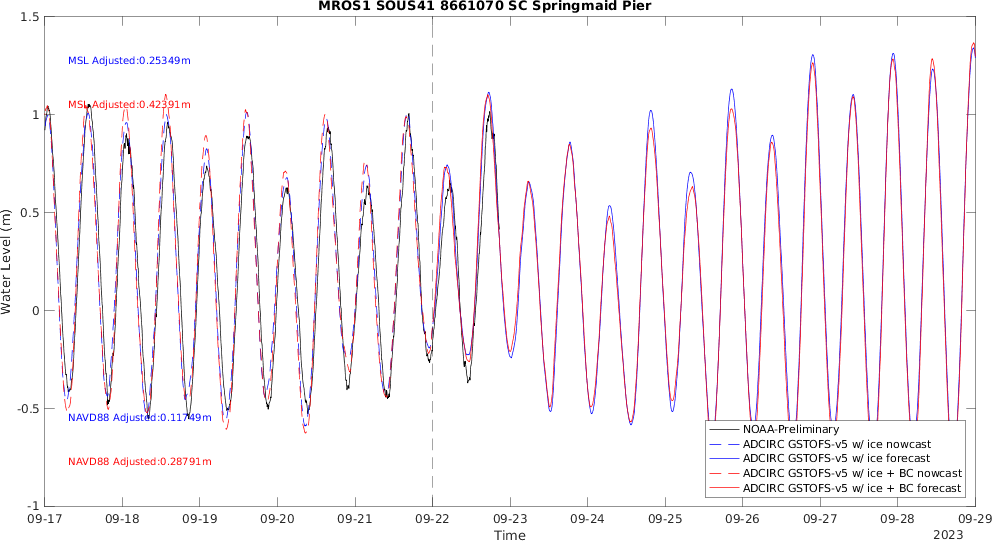 MROS1 SOUS41 8661070 SC Springmaid Pier
1.5
MSL Adjusted:0.25349m
MSL Adjusted:0.42391m
1
0.5
Water Level (m)
0
-0.5
NAVD88 Adjusted:0.11749m
NOAA-Preliminary
ADCIRC GSTOFS-v5 w/ ice nowcast
ADCIRC GSTOFS-v5 w/ ice forecast
NAVD88 Adjusted:0.28791m
ADCIRC GSTOFS-v5 w/ ice + BC nowcast
ADCIRC GSTOFS-v5 w/ ice + BC forecast
-1
09-17 09-18 09-19 09-20 09-21 09-22 09-23 09-24 09-25 09-26 09-27 09-28 09-29
Time
2023